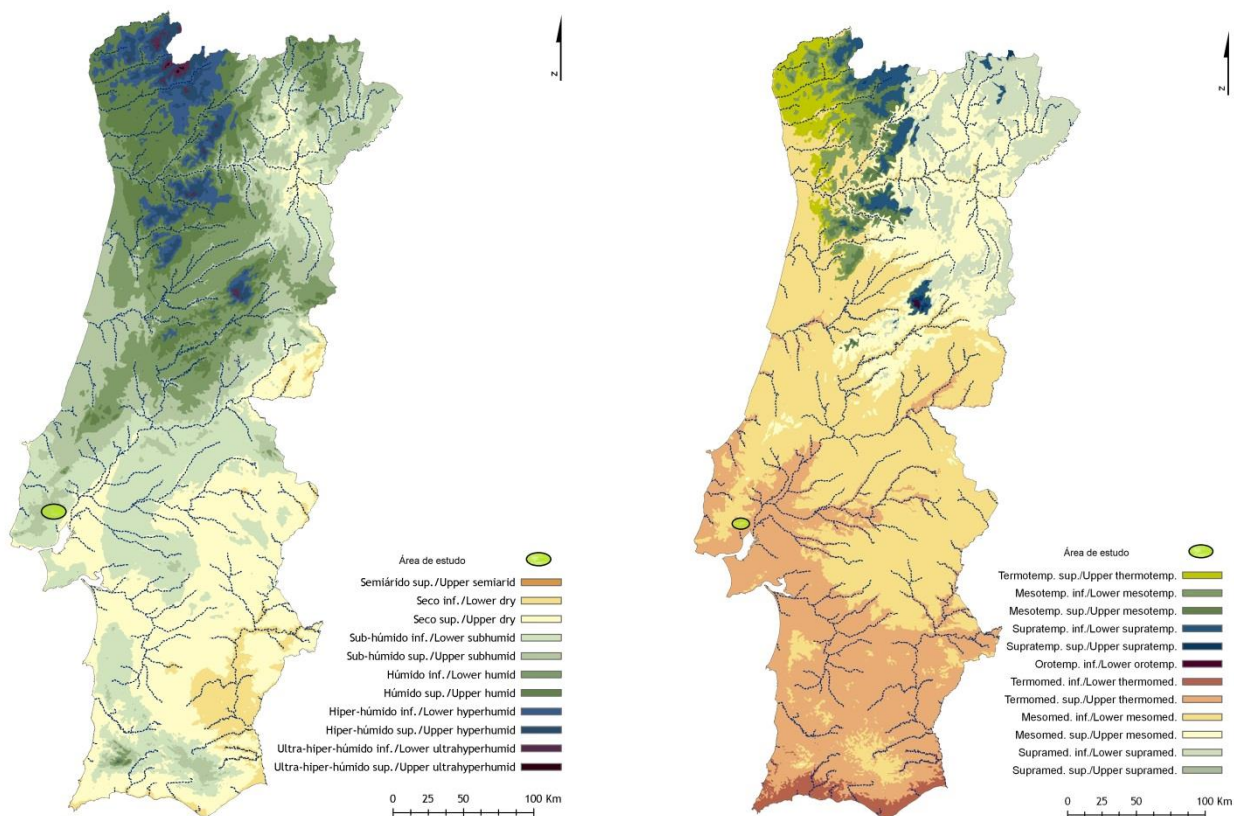 N
Área de estudo
Semiárido sup./Upper semiarid
Seco inf./Lower dry
Seco sup./Upper dry
Sub-húmido inf./Lower subhumid
Sub-húmido sup./Upper subhumid
Húmido inf./Lower humid
Húmido sup./Upper humid
Hiper-húmido inf./Lower hyperhumid
Hiper-húmido sup./Upper hyperhumid
Ultra-hiper-húmido inf./Lower ultrahyperhumid
Ultra-hiper-húmido sup./Upper ultrahyperhumid
0 25 50 100 Km
N
Área de estudo
Termotemp. sup./Upper thermotemp.
Mesotemp. inf./Lower mesotemp.
Mesotemp. sup./Upper mesotemp.
Supratemp. inf./Lower supratemp.
Supratemp. sup./Upper supratemp.
Orotemp. inf./Lower orotemp.
Termomed. inf./Lower thermomed.
Termomed. sup./Upper thermomed.
Mesomed. inf./Lower mesomed.
Mesomed. sup./Upper mesomed.
Supramed. inf./Lower supramed.
Supramed. sup./Upper supramed.
0 25 50 100 Km